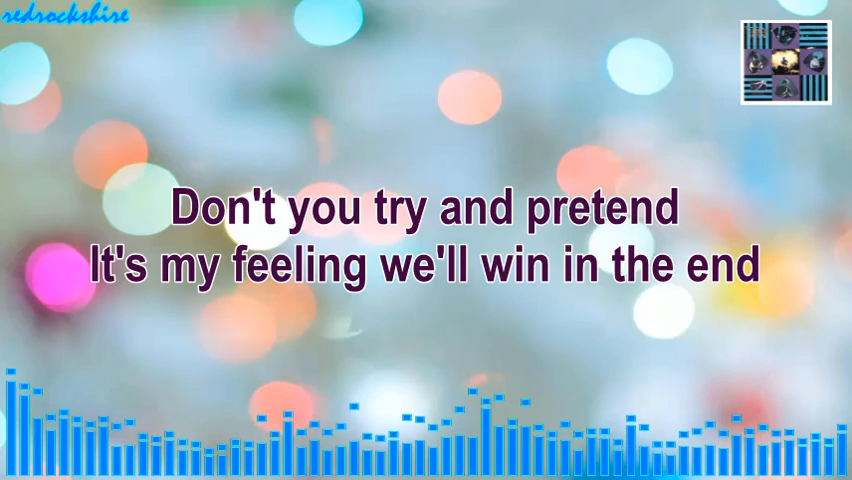 redrockshire
Don't you try and pretend
It's my feeling we'll win in the end